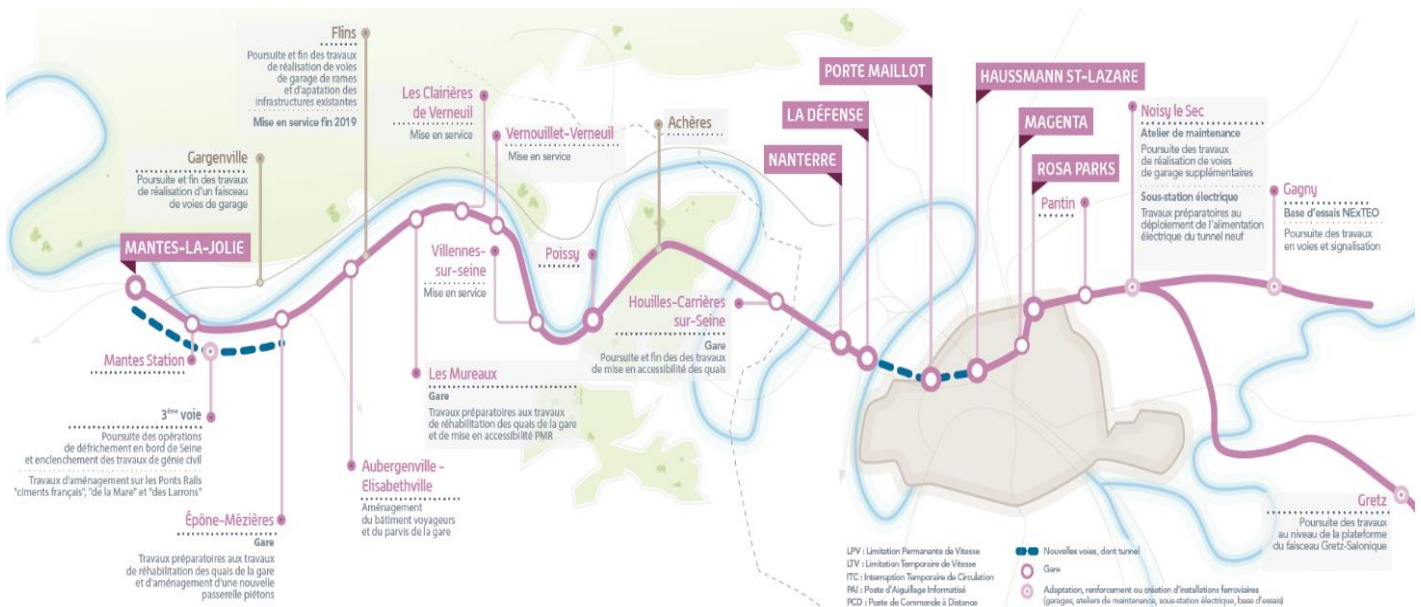 Flins
Poursuite et fin des travaux
de réalisation de voies
de garage de rames
et d'apatation des
infrastructures existantes
Mise en service fin 2019
Gargenville
Poursuite et fin des travaux
de réalisation d'un faisceau
de voies de garage
MANTES-LA-JOLIE
Les Clairières
de Verneuil
Mise en service
Vernouillet-Verneuil
Mise en service
Achères
Villennes-
sur-seine
Mise en service
Poissy
Houilles-Carrières
sur-Seine
Gare
Poursuite et fin des des travaux
de mise en accessibilité des quais
NANTERRE
LA DÉFENSE
PORTE MAILLOT
HAUSSMANN ST-LAZARE
MAGENTA
ROSA PARKS
Pantin
Noisy le Sec
Atelier de maintenance
Poursuite des travaux
de réalisation de voies
de garage supplémentaires
Sous-station électrique
Travaux préparatoires au
déploiement de l'alimentation
électrique du tunnel neuf
Gagny
Base d'essais NExTEO
Poursuite des travaux
en voies et signalisation
Mantes Station
3ème voie
Poursuite des opérations
de défrichement en bord de Seine
et enclenchement des travaux de génie civil
Travaux d'aménagement sur les Ponts Rails
"ciments français", "de la Mare" et "des Larrons"
Épône-Mézières
Gare
Travaux préparatoires aux travaux
de réhabilitation des quais de la gare
et d'aménagement d'une nouvelle
passerelle piétons
Aubergenville -
Elisabethville
Aménagement
du bâtiment voyageurs
et du parvis de la gare
Les Mureaux
Gare
Travaux préparatoires aux travaux
de réhabilitation des quais de la gare
et de mise en accessibilité PMR
Gretz
Poursuite des travaux
au niveau de la plateforme
du faisceau Gretz-Salonique
LPV : Limitation Permanante de Vitesse
LTV : Limitation Temporaire de Vitesse
ITC : Interruption Temporaire de Circulation
PAI : Poste d'Aiguillage Informatisé
PCD : Poste de Commande à Distance
Nouvelles voies, dont tunnel
Gare
Adaptation, renforcement ou création d'installations ferroviaires
(garages, ateliers de maintenance, sous-station électrique, base d'essais)